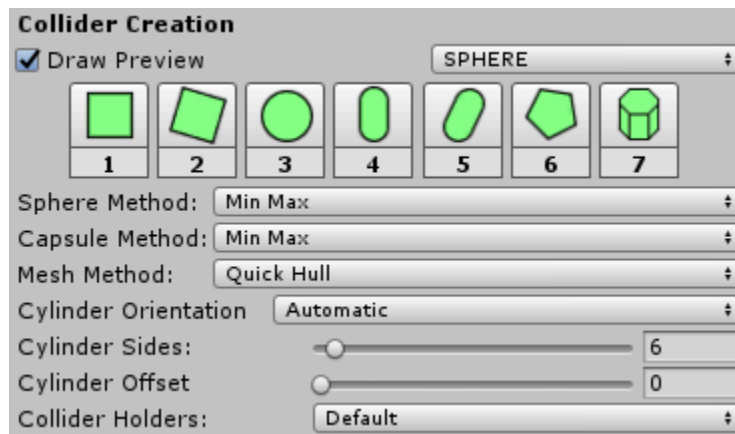 Collider Creation
Draw Preview SPHERE
1 2 3 4 5 6 7
Sphere Method: Min Max
Capsule Method: Min Max
Mesh Method: Quick Hull
Cylinder Orientation Automatic
Cylinder Sides: 6
Cylinder Offset 0
Collider Holders: Default